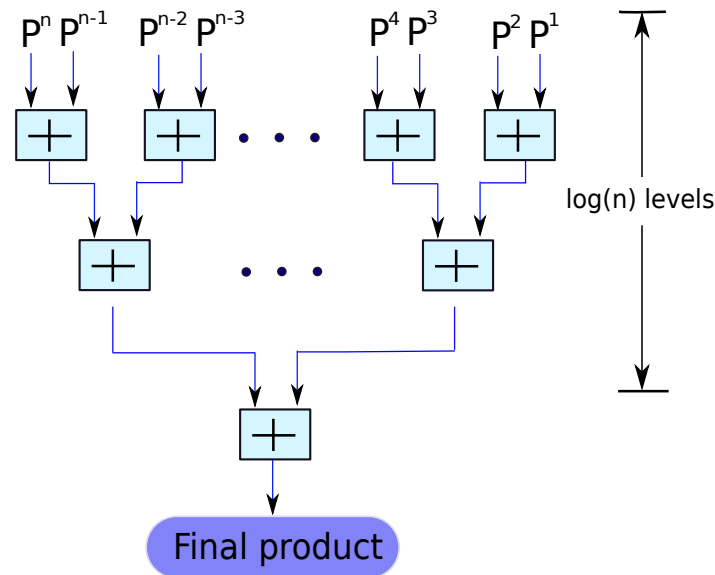 Pⁿ Pⁿ⁻¹ Pⁿ⁻² Pⁿ⁻³ P⁴ P³ P² P¹
log(n) levels
Final product